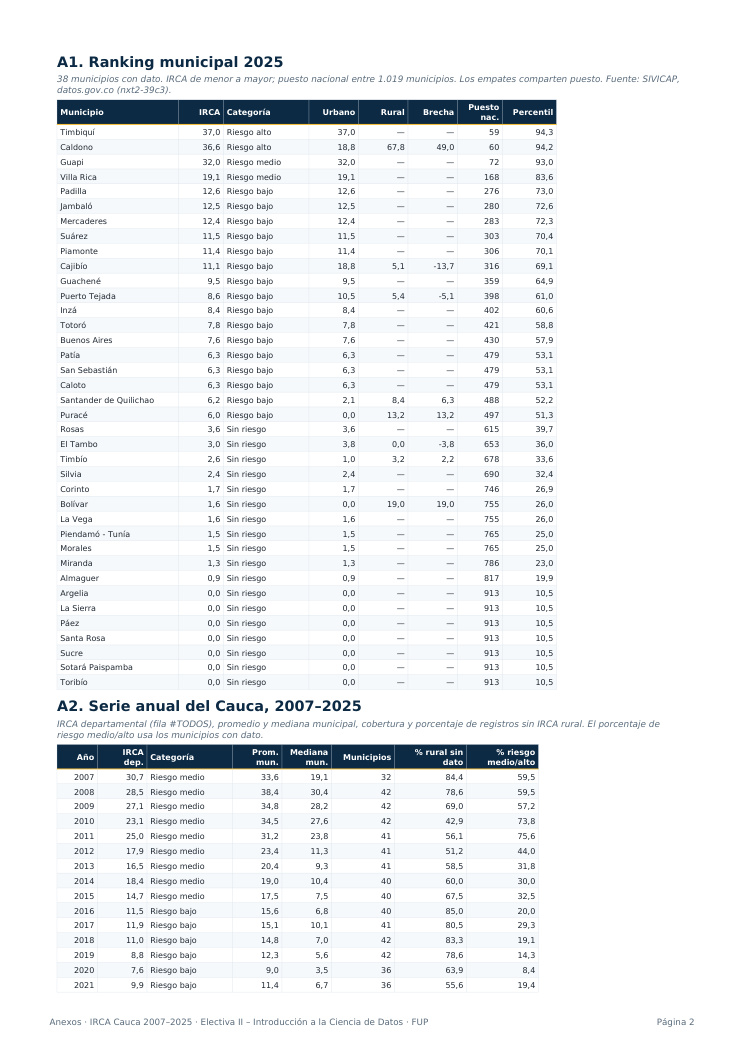 A1. Ranking municipal 2025
38 municipios con dato. IRCA de menor a mayor; puesto nacional entre 1.019 municipios. Los empates comparten puesto. Fuente: SIVICAP,
datos.gov.co (nxt2-39c3).
Municipio IRCA Categoría Urbano Rural Brecha Puesto nac. Percentil
Timbiquí 37,0 Riesgo alto 37,0 — — 59 94,3
Caldono 36,6 Riesgo alto 18,8 67,8 49,0 60 94,2
Guapi 32,0 Riesgo medio 32,0 — — 72 93,0
Villa Rica 19,1 Riesgo medio 19,1 — — 168 83,6
Padilla 12,6 Riesgo bajo 12,6 — — 276 73,0
Jambaló 12,5 Riesgo bajo 12,5 — — 280 72,6
Mercaderes 12,4 Riesgo bajo 12,4 — — 283 72,3
Suárez 11,5 Riesgo bajo 11,5 — — 303 70,4
Piamonte 11,4 Riesgo bajo 11,4 — — 306 70,1
Cajibío 11,1 Riesgo bajo 18,8 5,1 -13,7 316 69,1
Guachené 9,5 Riesgo bajo 9,5 — — 359 64,9
Puerto Tejada 8,6 Riesgo bajo 10,5 5,4 -5,1 398 61,0
Inzá 8,4 Riesgo bajo 8,4 — — 402 60,6
Totoró 7,8 Riesgo bajo 7,8 — — 421 58,8
Buenos Aires 7,6 Riesgo bajo 7,6 — — 430 57,9
Patía 6,3 Riesgo bajo 6,3 — — 479 53,1
San Sebastián 6,3 Riesgo bajo 6,3 — — 479 53,1
Caloto 6,3 Riesgo bajo 6,3 — — 479 53,1
Santander de Quilichao 6,2 Riesgo bajo 2,1 8,4 6,3 488 52,2
Puracé 6,0 Riesgo bajo 0,0 13,2 13,2 497 51,3
Rosas 3,6 Sin riesgo 3,6 — — 615 39,7
El Tambo 3,0 Sin riesgo 3,8 0,0 -3,8 653 36,0
Timbío 2,6 Sin riesgo 1,0 3,2 2,2 678 33,6
Silvia 2,4 Sin riesgo 2,4 — — 690 32,4
Corinto 1,7 Sin riesgo 1,7 — — 746 26,9
Bolívar 1,6 Sin riesgo 0,0 19,0 19,0 755 26,0
La Vega 1,6 Sin riesgo 1,6 — — 755 26,0
Piendamó - Tunía 1,5 Sin riesgo 1,5 — — 765 25,0
Morales 1,5 Sin riesgo 1,5 — — 765 25,0
Miranda 1,3 Sin riesgo 1,3 — — 786 23,0
Almaguer 0,9 Sin riesgo 0,9 — — 817 19,9
Argelia 0,0 Sin riesgo 0,0 — — 913 10,5
La Sierra 0,0 Sin riesgo 0,0 — — 913 10,5
Páez 0,0 Sin riesgo 0,0 — — 913 10,5
Santa Rosa 0,0 Sin riesgo 0,0 — — 913 10,5
Sucre 0,0 Sin riesgo 0,0 — — 913 10,5
Sotará Paispamba 0,0 Sin riesgo 0,0 — — 913 10,5
Toribío 0,0 Sin riesgo 0,0 — — 913 10,5
A2. Serie anual del Cauca, 2007–2025
IRCA departamental (fila #TODOS), promedio y mediana municipal, cobertura y porcentaje de registros sin IRCA rural. El porcentaje de
riesgo medio/alto usa los municipios con dato.
Año IRCA dep. Categoría Prom. mun. Mediana mun. Municipios % rural sin dato % riesgo medio/alto
2007 30,7 Riesgo medio 33,6 19,1 32 84,4 59,5
2008 28,5 Riesgo medio 38,4 30,4 42 78,6 59,5
2009 27,1 Riesgo medio 34,8 28,2 42 69,0 57,2
2010 23,1 Riesgo medio 34,5 27,6 42 42,9 73,8
2011 25,0 Riesgo medio 31,2 23,8 41 56,1 75,6
2012 17,9 Riesgo medio 23,4 11,3 41 51,2 44,0
2013 16,5 Riesgo medio 20,4 9,3 41 58,5 31,8
2014 18,4 Riesgo medio 19,0 10,4 40 60,0 30,0
2015 14,7 Riesgo medio 17,5 7,5 40 67,5 32,5
2016 11,5 Riesgo bajo 15,6 6,8 40 85,0 20,0
2017 11,9 Riesgo bajo 15,1 10,1 41 80,5 29,3
2018 11,0 Riesgo bajo 14,8 7,0 42 83,3 19,1
2019 8,8 Riesgo bajo 12,3 5,6 42 78,6 14,3
2020 7,6 Riesgo bajo 9,0 3,5 36 63,9 8,4
2021 9,9 Riesgo bajo 11,4 6,7 36 55,6 19,4
Anexos · IRCA Cauca 2007–2025 · Electiva II – Introducción a la Ciencia de Datos · FUP Página 2